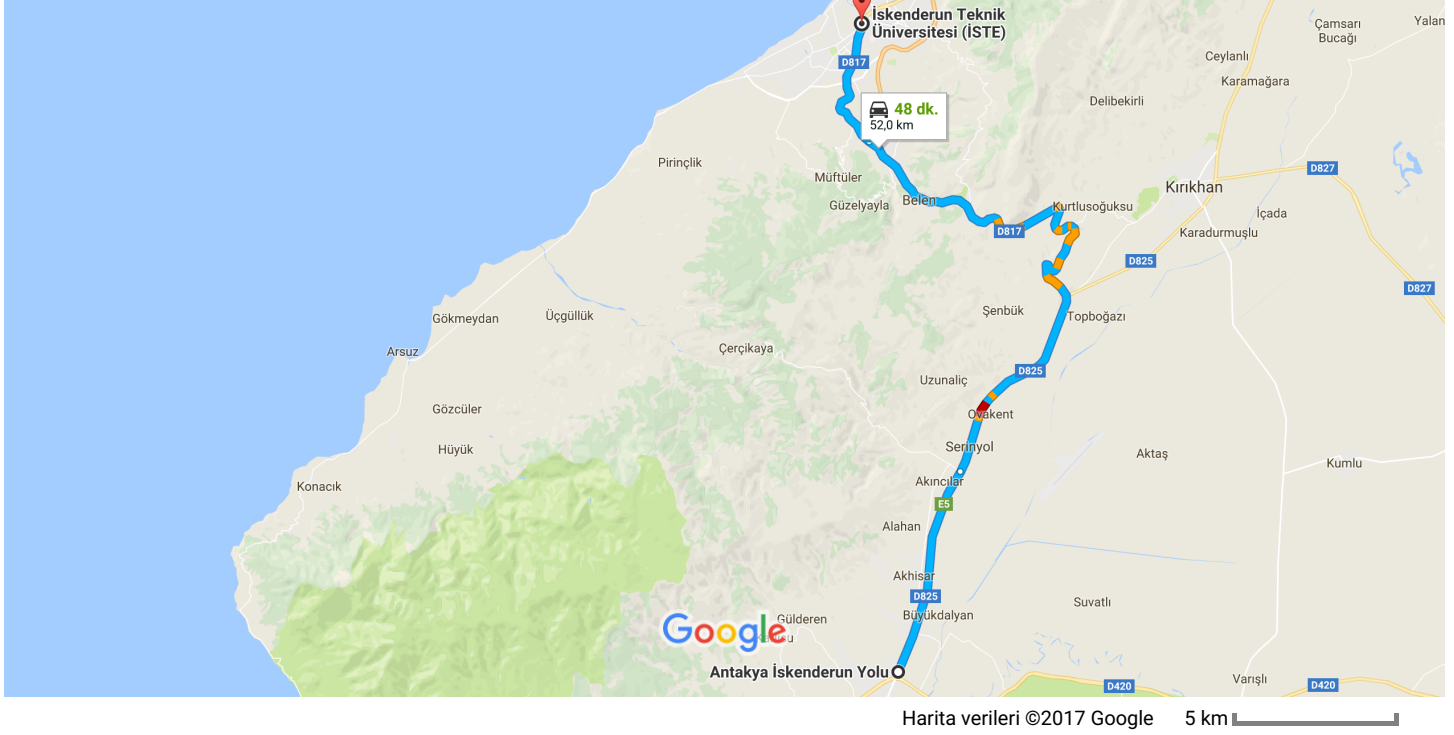 İskenderun Teknik
Üniversitesi (İSTE)
Çamsarı
Bucağı
Yalan
Ceylanlı
D817
Karamağara
48 dk.
52,0 km
Delibekirli
Pirinçlik
D827
Müftüler
Kırıkhan
Belen
Güzelyayla
Kurtlusoğuksu
İçada
D817
Karadurmuşlu
D825
D827
Şenbük
Üçgüllük
Topboğazı
Gökmeydan
Çerçikaya
Arsuz
D825
Uzunalıç
Gözcüler
Ovakent
Serinyol
Hüyük
Aktaş
Kumlu
Akıncılar
Konacık
E5
Alahan
Akhisar
D825
Suvatlı
Büyükdalyan
Gülderen
Google
Antakya İskenderun Yolu
Varışlı
D420
D420
Harita verileri ©2017 Google 5 km